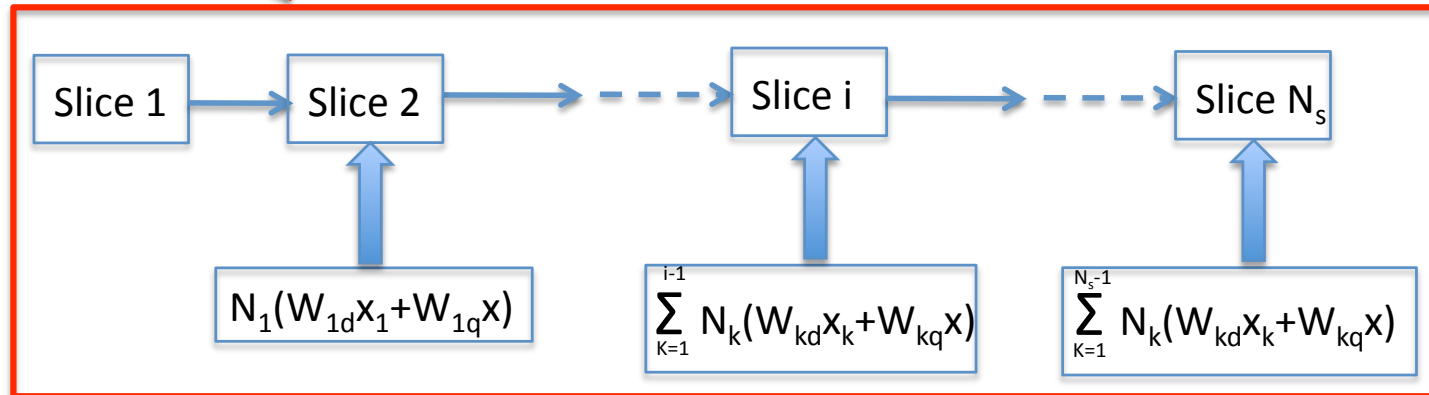 Slice 1
Slice 2
Slice i
Slice Nₛ
N₁(W₁dx₁+W₁qx)
i-1
Σ Nₖ(Wₖdxₖ+Wₖqx)
K=1
Nₛ-1
Σ Nₖ(Wₖdxₖ+Wₖqx)
K=1